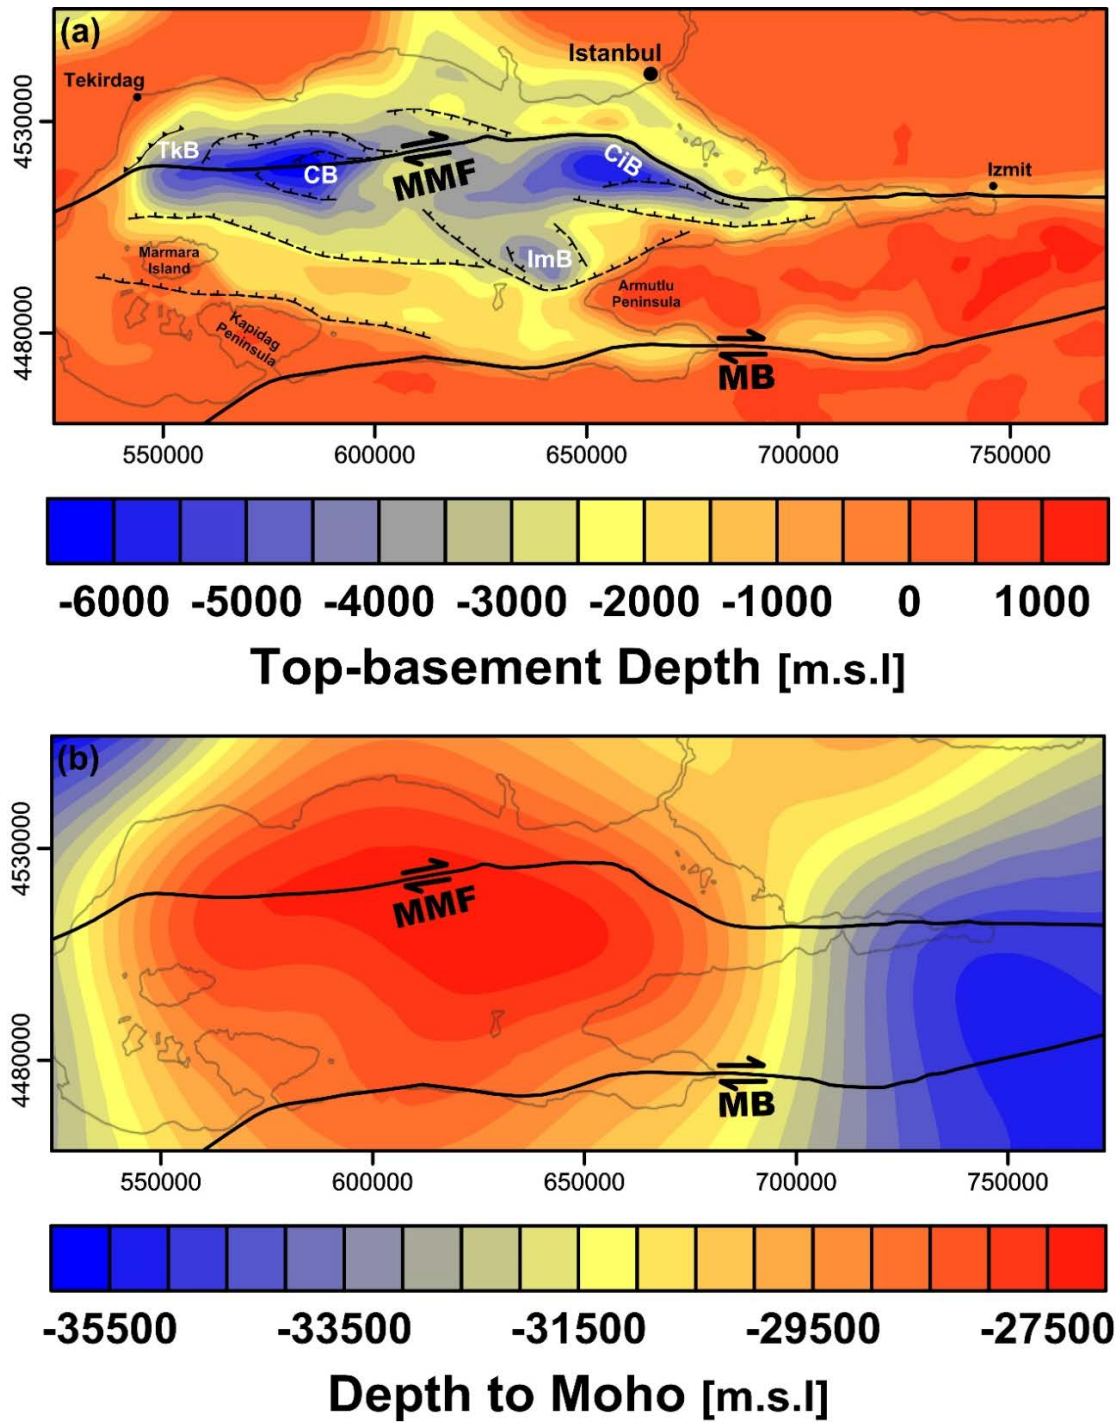 (a)
Istanbul
Tekirdag
4530000
TkB
CB
MMF
CiB
Izmit
Marmara
Island
ImB
Armutlu
Peninsula
Kapidag
Peninsula
4480000
MB
550000 600000 650000 700000 750000
-6000 -5000 -4000 -3000 -2000 -1000 0 1000
Top-basement Depth [m.s.l]
(b)
4530000
MMF
4480000
MB
550000 600000 650000 700000 750000
-35500 -33500 -31500 -29500 -27500
Depth to Moho [m.s.l]